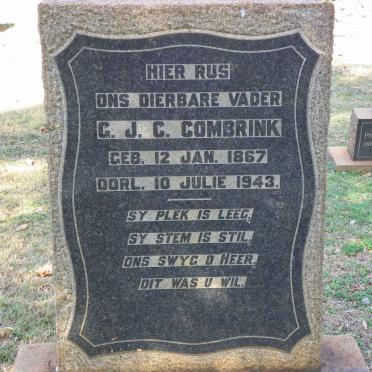 HIER RUS
ONS DIERBARE VADER
C. J. C. COMBRINK
GEB. 12 JAN. 1867
OORL. 10 JULIE 1943.
SY PLEK IS LEEG,
SY STEM IS STIL,
ONS SWYG O HEER,
DIT WAS U WIL.